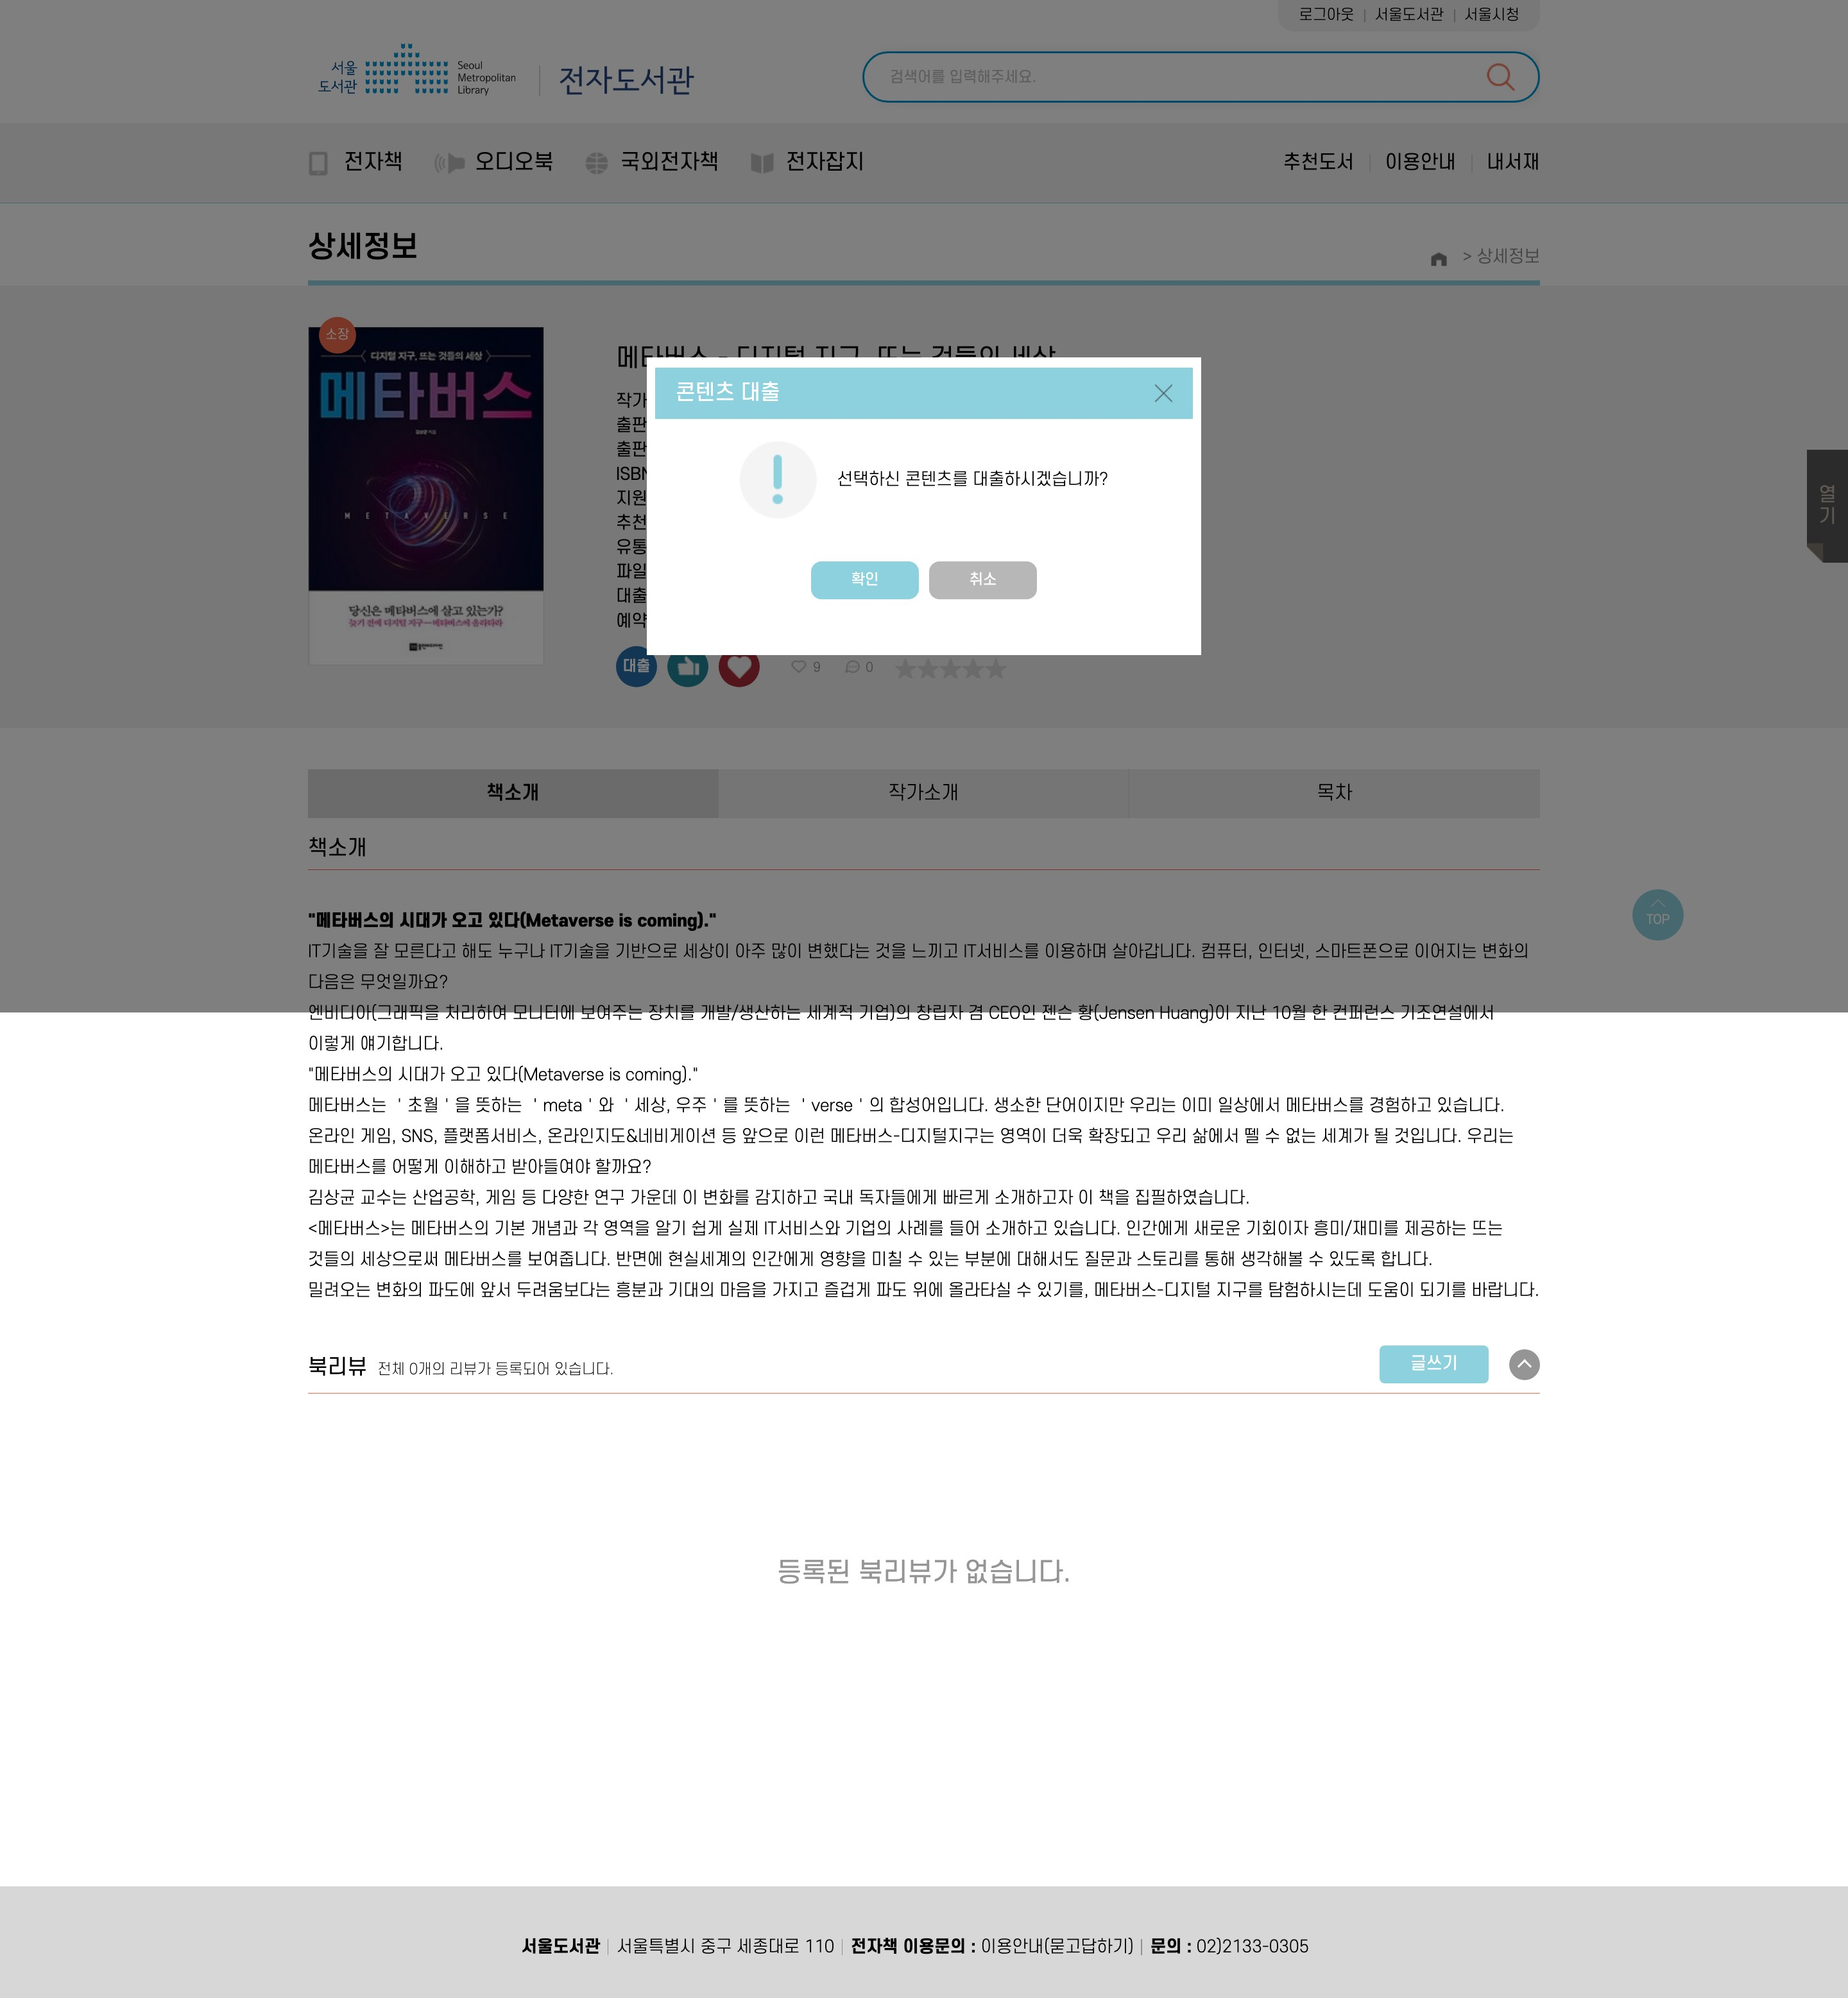 로그아웃 | 서울도서관 | 서울시청
서울
도서관
Seoul
Metropolitan
Library
전자도서관
검색어를 입력해주세요.
전자책 오디오북 국외전자책 전자잡지
추천도서 이용안내 내서재
상세정보
> 상세정보
소장
디지털 지구, 뜨는 것들의 세상
메타버스
김상균 지음
METAVERSE
당신은 메타버스에 살고 있는가?
늦기 전에 디지털 지구―메타버스에 올라타라
메타버스 - 디지털 지구, 뜨는 것들의 세상
작가
출판
출판
ISBN
지원
추천
유통
파일
대출
예약
콘텐츠 대출
선택하신 콘텐츠를 대출하시겠습니까?
확인 취소
대출 9 0
열기
책소개 작가소개 목차
책소개
TOP
"메타버스의 시대가 오고 있다(Metaverse is coming)."
IT기술을 잘 모른다고 해도 누구나 IT기술을 기반으로 세상이 아주 많이 변했다는 것을 느끼고 IT서비스를 이용하며 살아갑니다. 컴퓨터, 인터넷, 스마트폰으로 이어지는 변화의
다음은 무엇일까요?
엔비디아(그래픽을 처리하여 모니터에 보여주는 장치를 개발/생산하는 세계적 기업)의 창립자 겸 CEO인 젠슨 황(Jensen Huang)이 지난 10월 한 컨퍼런스 기조연설에서
이렇게 얘기합니다.
"메타버스의 시대가 오고 있다(Metaverse is coming)."
메타버스는 ＇초월＇을 뜻하는 ＇meta＇와 ＇세상, 우주＇를 뜻하는 ＇verse＇의 합성어입니다. 생소한 단어이지만 우리는 이미 일상에서 메타버스를 경험하고 있습니다.
온라인 게임, SNS, 플랫폼서비스, 온라인지도&네비게이션 등 앞으로 이런 메타버스-디지털지구는 영역이 더욱 확장되고 우리 삶에서 뗄 수 없는 세계가 될 것입니다. 우리는
메타버스를 어떻게 이해하고 받아들여야 할까요?
김상균 교수는 산업공학, 게임 등 다양한 연구 가운데 이 변화를 감지하고 국내 독자들에게 빠르게 소개하고자 이 책을 집필하였습니다.
<메타버스>는 메타버스의 기본 개념과 각 영역을 알기 쉽게 실제 IT서비스와 기업의 사례를 들어 소개하고 있습니다. 인간에게 새로운 기회이자 흥미/재미를 제공하는 뜨는
것들의 세상으로써 메타버스를 보여줍니다. 반면에 현실세계의 인간에게 영향을 미칠 수 있는 부분에 대해서도 질문과 스토리를 통해 생각해볼 수 있도록 합니다.
밀려오는 변화의 파도에 앞서 두려움보다는 흥분과 기대의 마음을 가지고 즐겁게 파도 위에 올라타실 수 있기를, 메타버스-디지털 지구를 탐험하시는데 도움이 되기를 바랍니다.
북리뷰 전체 0개의 리뷰가 등록되어 있습니다.
글쓰기
등록된 북리뷰가 없습니다.
서울도서관 | 서울특별시 중구 세종대로 110 | 전자책 이용문의 : 이용안내(묻고답하기) | 문의 : 02)2133-0305